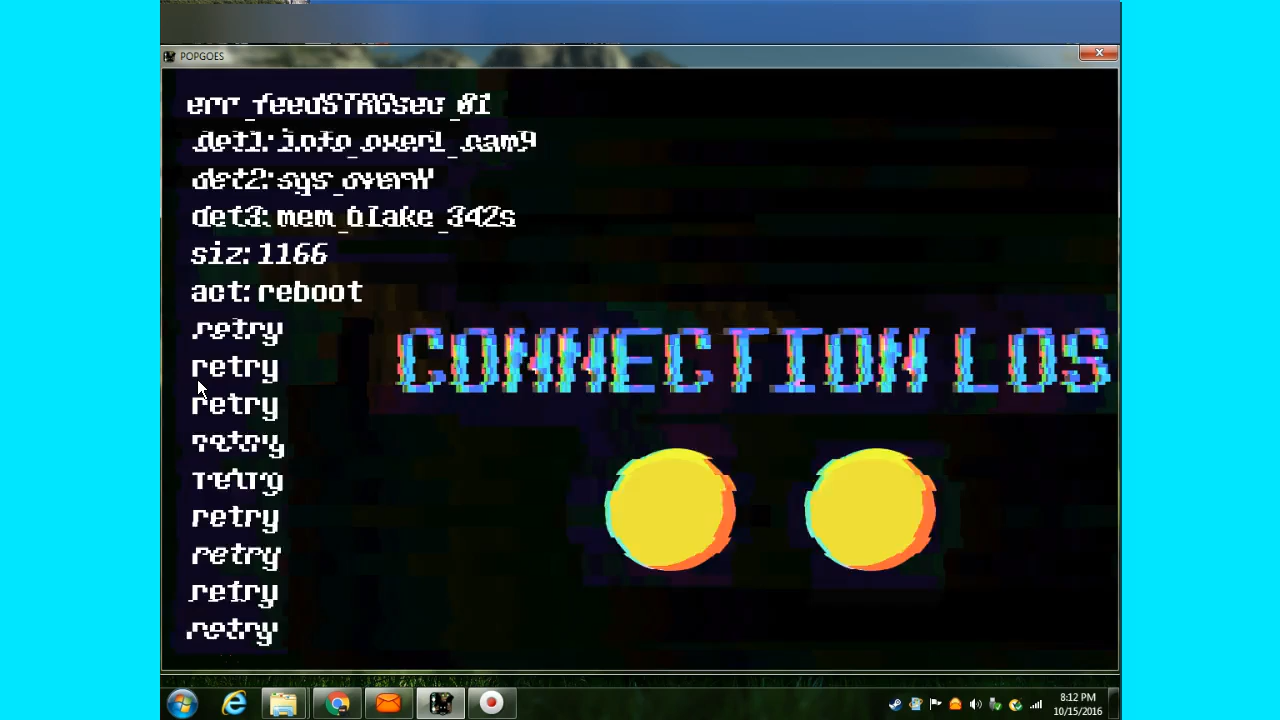 POPGOES
err_feedSTRGsec_01
det1: info_overl_cam9
det2: sys_overW
det3: mem_blake_342s
siz: 1166
act: reboot
retry
retry
retry
retry
retry
retry
retry
retry
retry
CONNECTION LOS
8:12 PM
10/15/2016